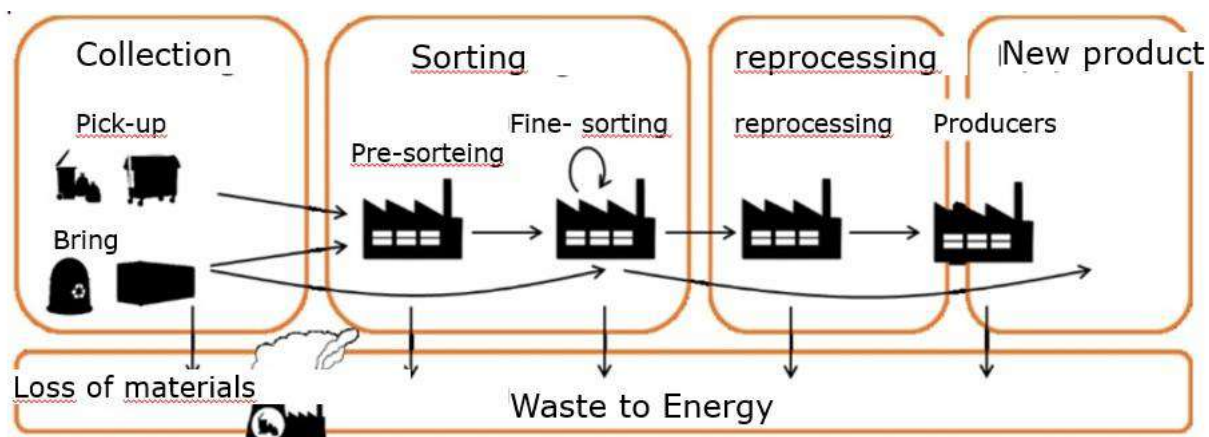 Collection
Sorting
reprocessing
New product
Pick-up
Fine- sorting
reprocessing
Producers
Pre-sorteing
Bring
Loss of materials
Waste to Energy